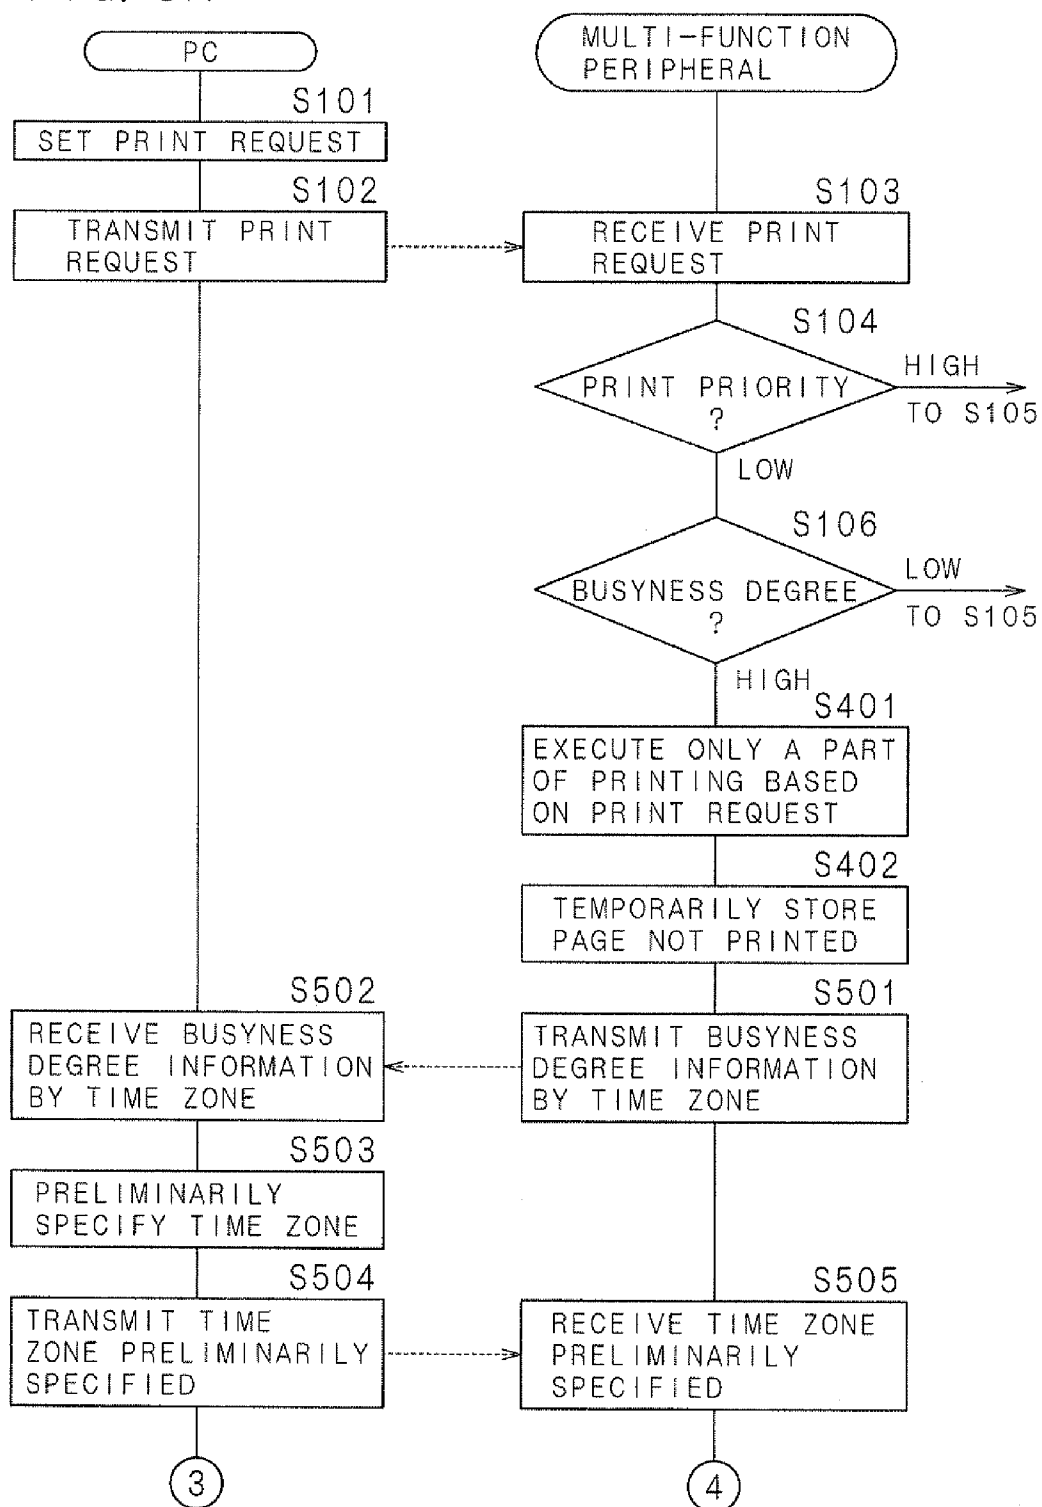 PC
MULTI-FUNCTION
PERIPHERAL
S101
SET PRINT REQUEST
S102
TRANSMIT PRINT
REQUEST
S103
RECEIVE PRINT
REQUEST
S104
PRINT PRIORITY
?
HIGH
TO S105
LOW
S106
BUSYNESS DEGREE
?
LOW
TO S105
HIGH
S401
EXECUTE ONLY A PART
OF PRINTING BASED
ON PRINT REQUEST
S402
TEMPORARILY STORE
PAGE NOT PRINTED
S501
TRANSMIT BUSYNESS
DEGREE INFORMATION
BY TIME ZONE
S502
RECEIVE BUSYNESS
DEGREE INFORMATION
BY TIME ZONE
S503
PRELIMINARILY
SPECIFY TIME ZONE
S504
TRANSMIT TIME
ZONE PRELIMINARILY
SPECIFIED
S505
RECEIVE TIME ZONE
PRELIMINARILY
SPECIFIED
3
4